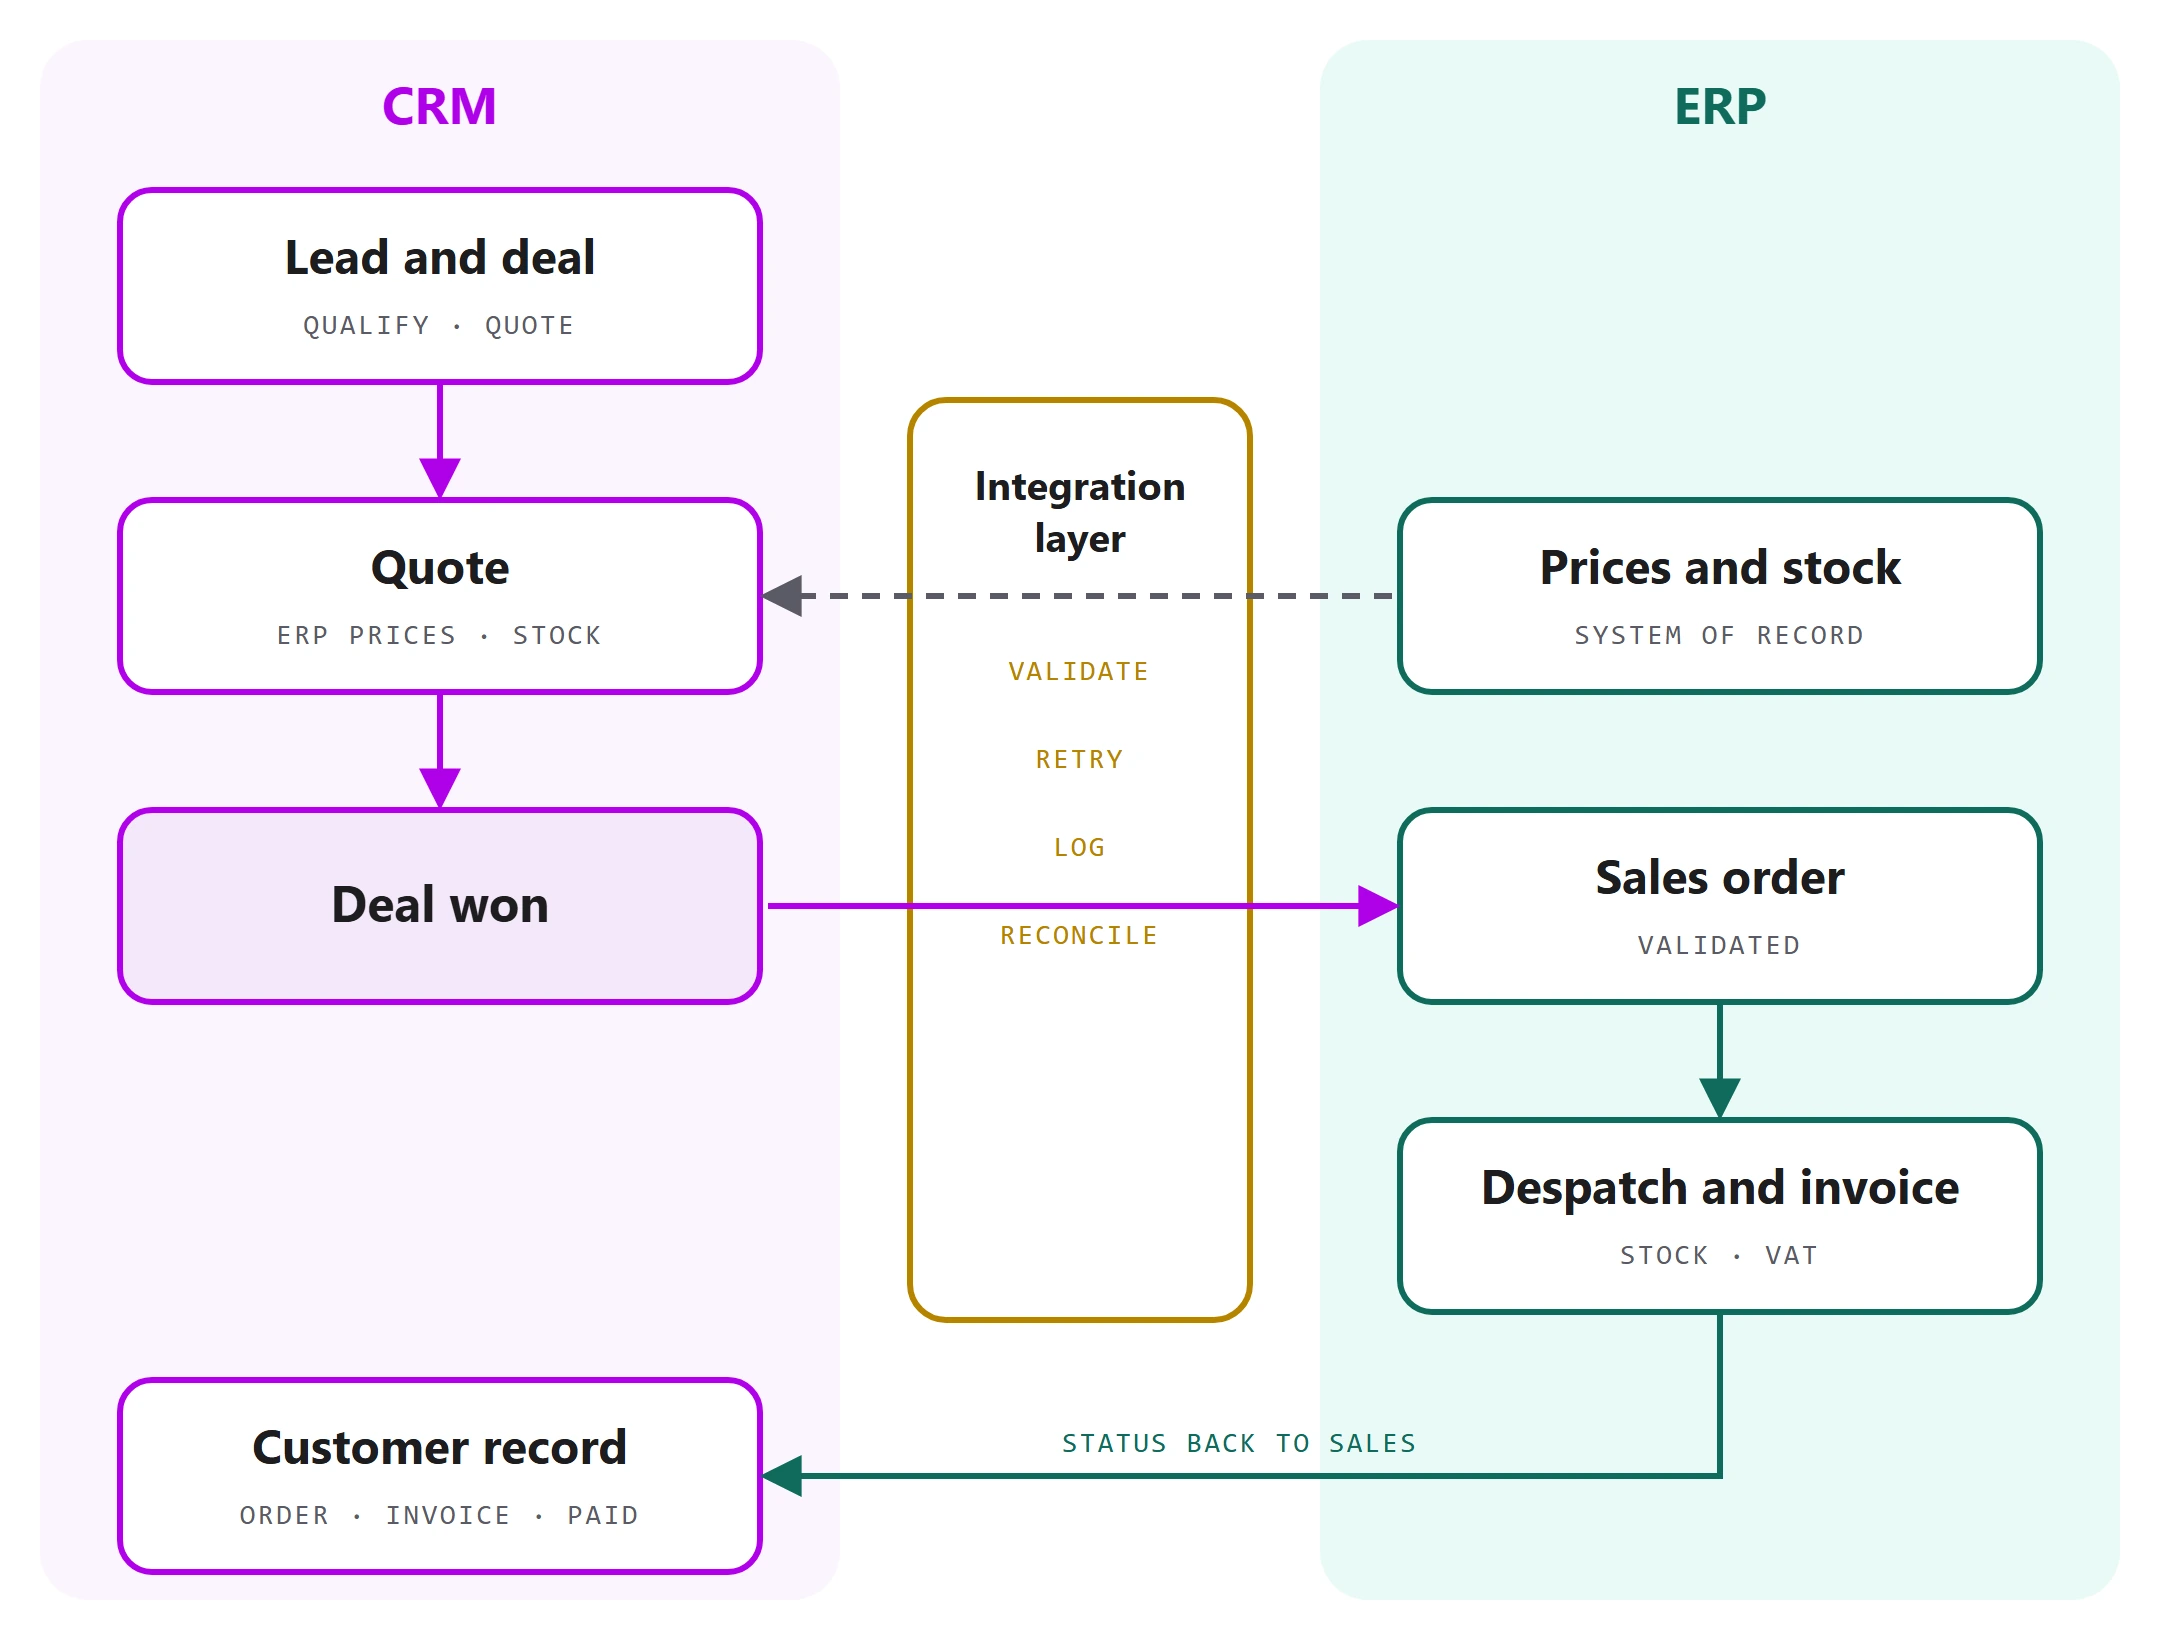 CRM
Lead and deal
QUALIFY · QUOTE
Quote
ERP PRICES · STOCK
Deal won
Customer record
ORDER · INVOICE · PAID
Integration
layer
VALIDATE
RETRY
LOG
RECONCILE
STATUS BACK TO SALES
ERP
Prices and stock
SYSTEM OF RECORD
Sales order
VALIDATED
Despatch and invoice
STOCK · VAT